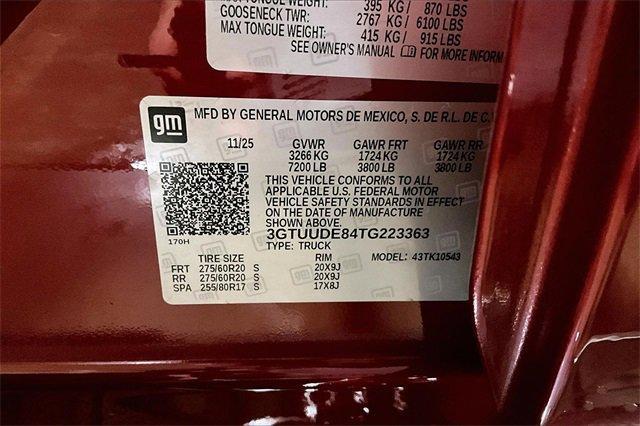 395 KG / 870 LBS
GOOSENECK TWR:
2767 KG / 6100 LBS
MAX TONGUE WEIGHT:
415 KG / 915 LBS
SEE OWNER'S MANUAL FOR MORE INFORM
gm
MFD BY GENERAL MOTORS DE MEXICO, S. DE R.L. DE C.
11/25 GVWR GAWR FRT GAWR RR
3266 KG 1724 KG 1724 KG
7200 LB 3800 LB 3800 LB
THIS VEHICLE CONFORMS TO ALL
APPLICABLE U.S. FEDERAL MOTOR
VEHICLE SAFETY STANDARDS IN EFFECT
ON THE DATE OF MANUFACTURE
SHOWN ABOVE.
3GTUUDE84TG223363
170H TYPE: TRUCK
TIRE SIZE RIM MODEL: 43TK10543
FRT 275/60R20 S 20X9J
RR 275/60R20 S 20X9J
SPA 255/80R17 S 17X8J